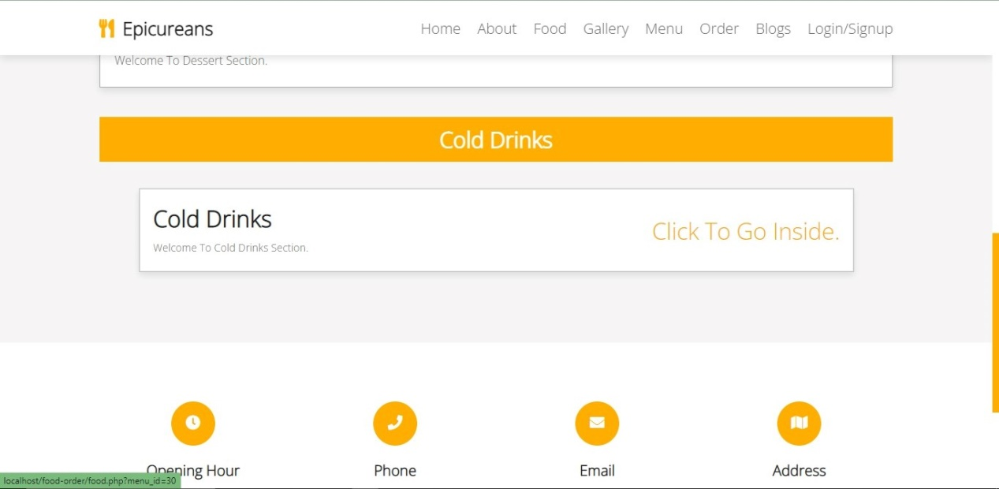 Epicureans Home About Food Gallery Menu Order Blogs Login/Signup
Welcome To Dessert Section.
Cold Drinks
Cold Drinks
Click To Go Inside.
Welcome To Cold Drinks Section.
Opening Hour Phone Email Address
localhost/food-order/food.php?menu_id=30